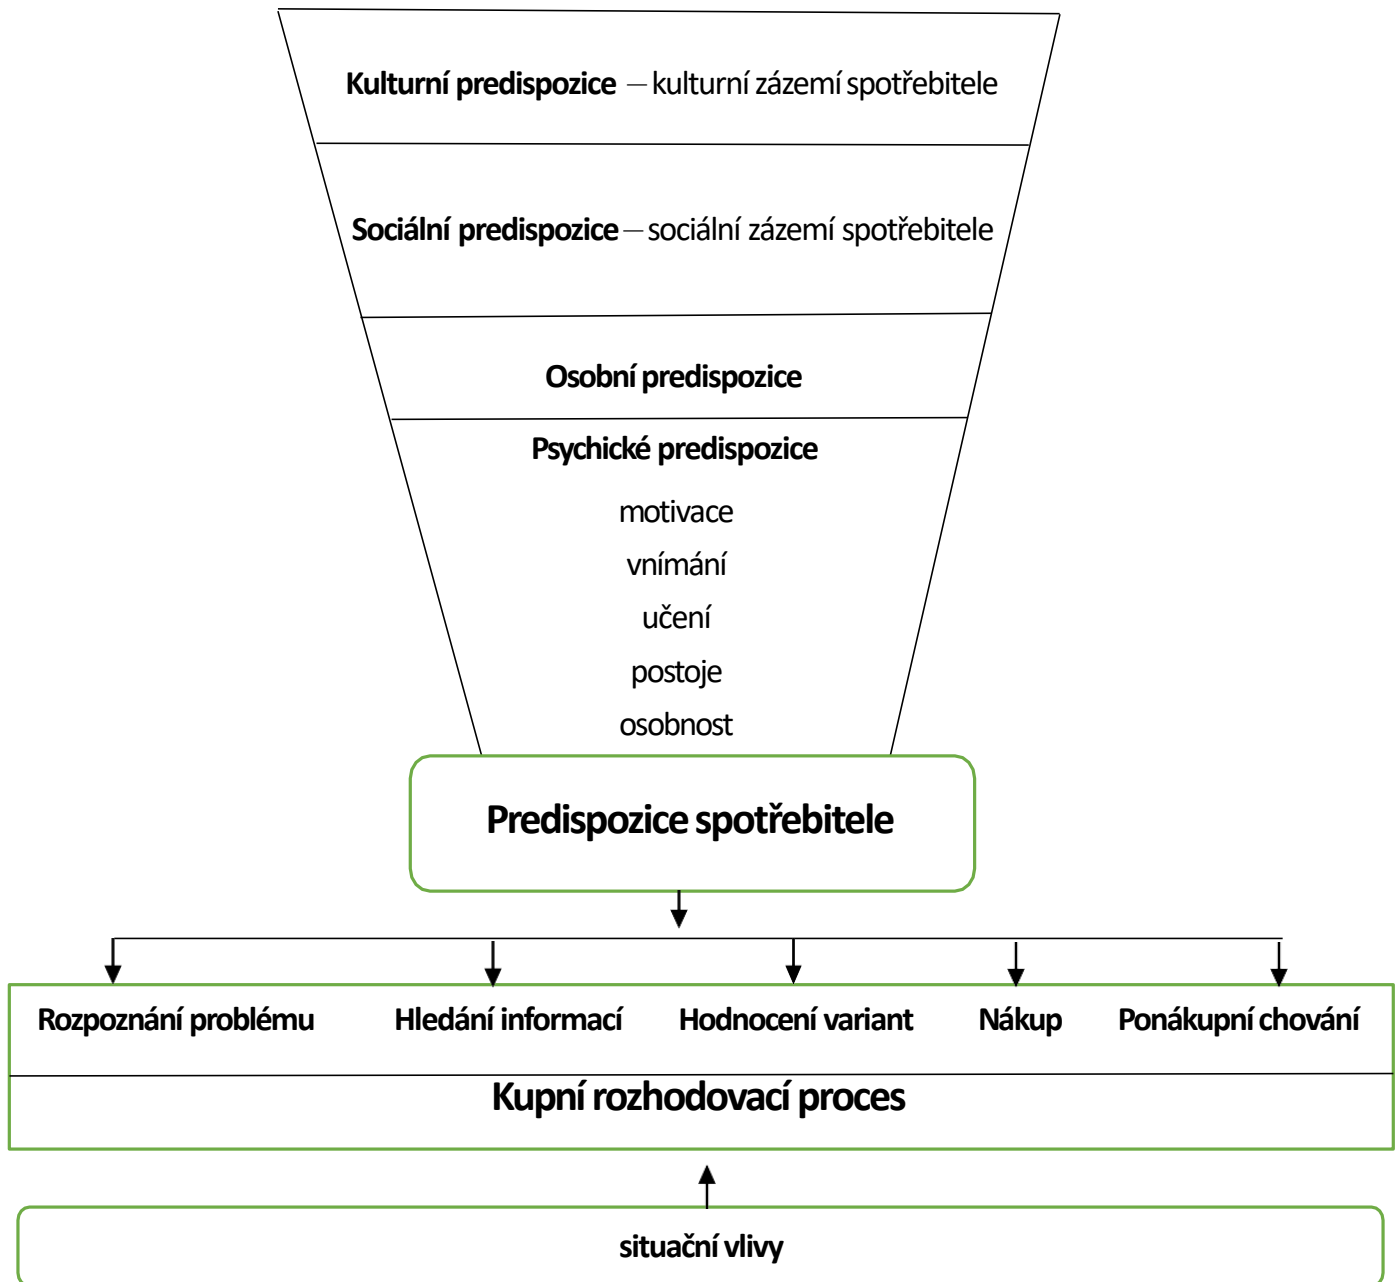 Kulturní predispozice – kulturní zázemí spotřebitele
Sociální predispozice – sociální zázemí spotřebitele
Osobní predispozice
Psychické predispozice
motivace
vnímání
učení
postoje
osobnost
Predispozice spotřebitele
Rozpoznání problému Hledání informací Hodnocení variant Nákup Ponákupní chování
Kupní rozhodovací proces
situační vlivy